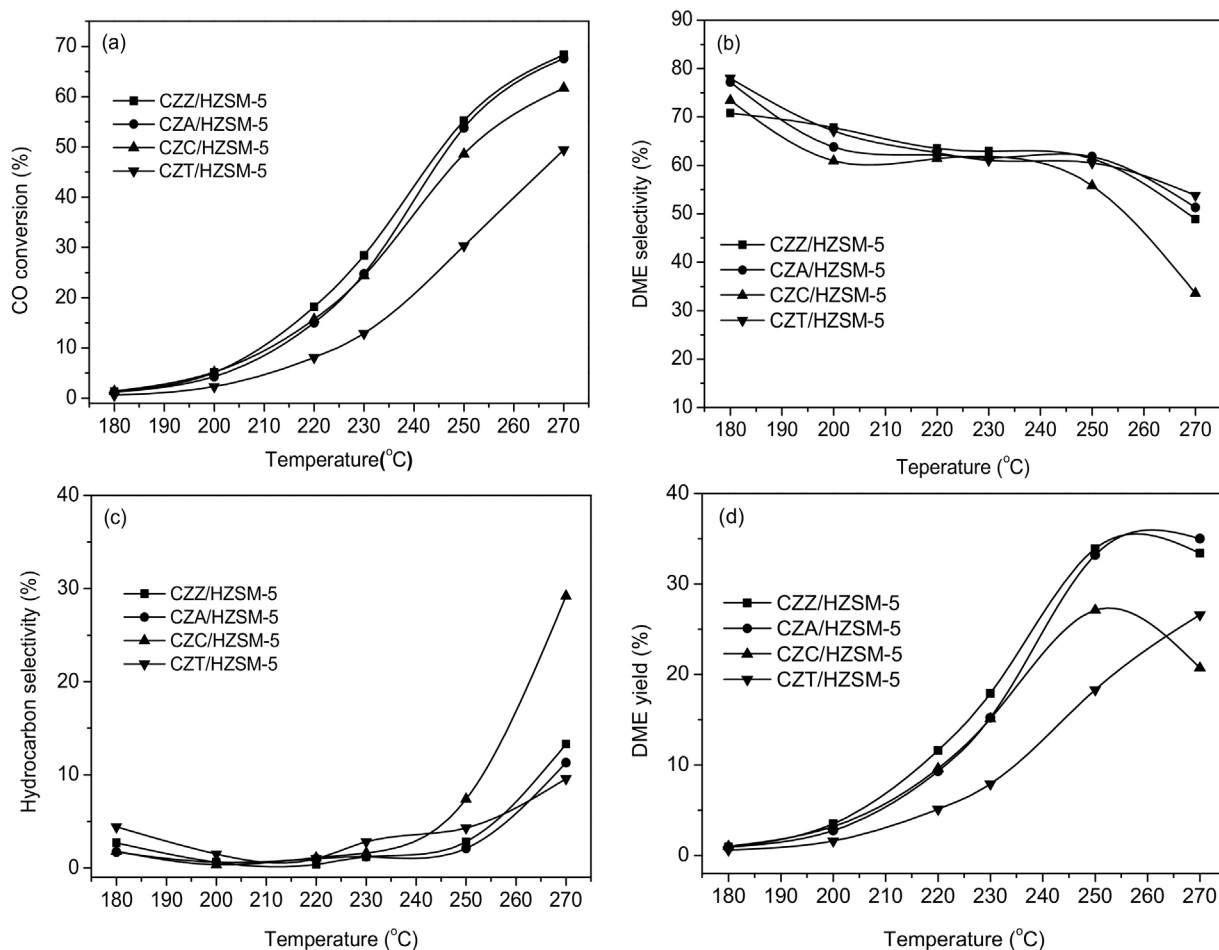 (a)
CZZ/HZSM-5
CZA/HZSM-5
CZC/HZSM-5
CZT/HZSM-5
CO conversion (%)
70
60
50
40
30
20
10
0
180 190 200 210 220 230 240 250 260 270
Temperature(°C)
(b)
CZZ/HZSM-5
CZA/HZSM-5
CZC/HZSM-5
CZT/HZSM-5
DME selectivity (%)
90
80
70
60
50
40
30
20
10
180 190 200 210 220 230 240 250 260 270
Teperature (°C)
(c)
CZZ/HZSM-5
CZA/HZSM-5
CZC/HZSM-5
CZT/HZSM-5
Hydrocarbon selectivity (%)
40
30
20
10
0
180 190 200 210 220 230 240 250 260 270
Temperature (°C)
(d)
CZZ/HZSM-5
CZA/HZSM-5
CZC/HZSM-5
CZT/HZSM-5
DME yield (%)
40
30
20
10
0
180 190 200 210 220 230 240 250 260 270
Temperature (°C)